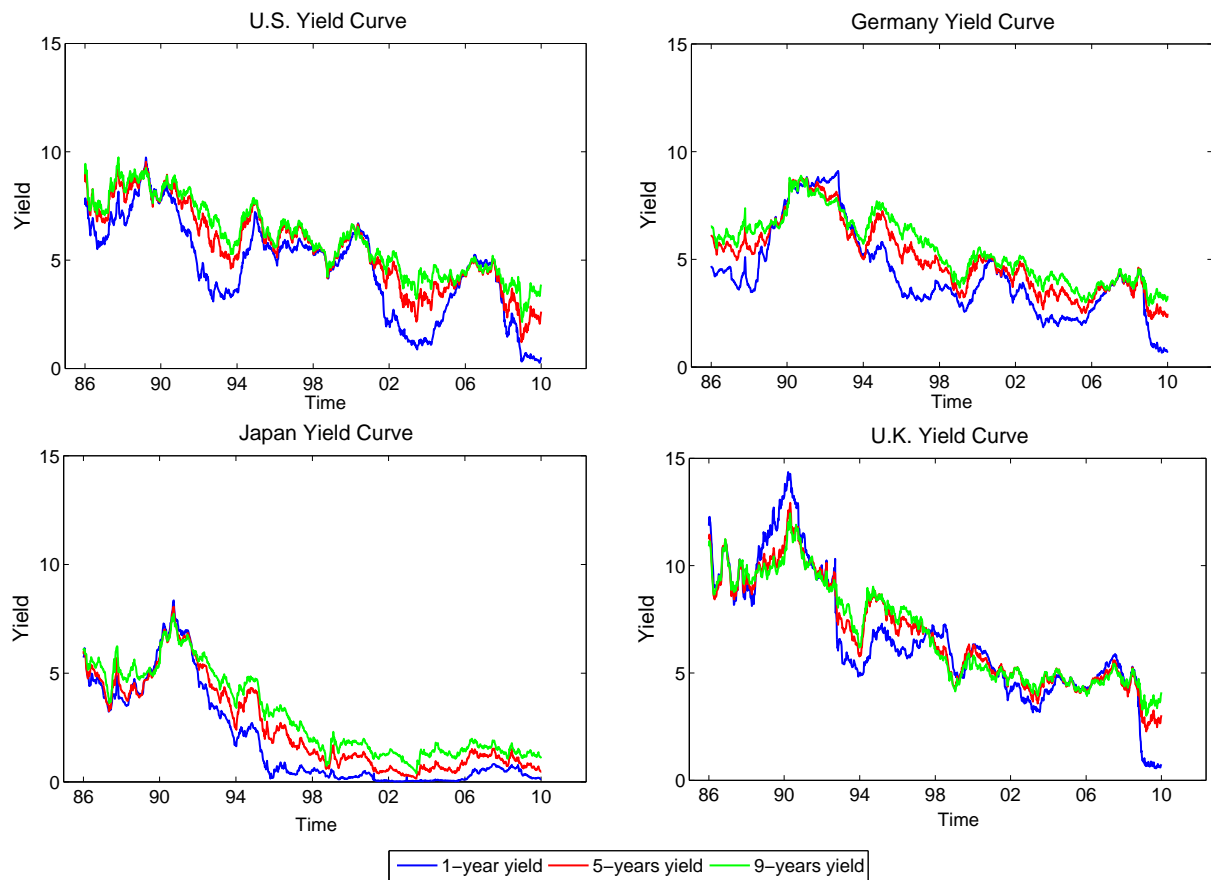 U.S. Yield Curve
15
10
5
0
Yield
86 90 94 98 02 06 10
Time
Germany Yield Curve
15
10
5
0
Yield
86 90 94 98 02 06 10
Time
Japan Yield Curve
15
10
5
0
Yield
86 90 94 98 02 06 10
Time
U.K. Yield Curve
15
10
5
0
Yield
86 90 94 98 02 06 10
Time
1−year yield 5−years yield 9−years yield